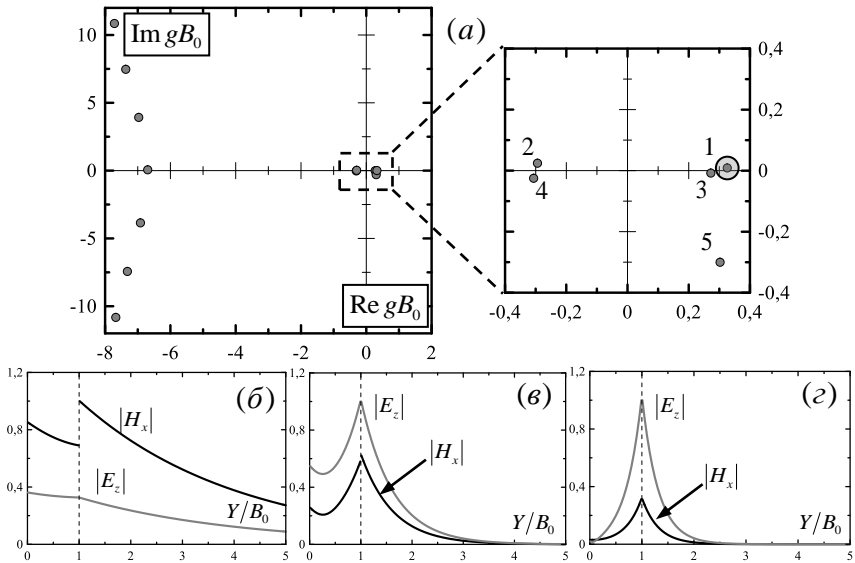 (а)
Im gB₀
10
5
0
-5
-10
-8 -6 -4 -2 0 2
Re gB₀
0,4
0,2
0
-0,2
-0,4
-0,4 -0,2 0 0,2 0,4
1
2
3
4
5
(б)
1,2
0,8
0,4
0
0 1 2 3 4 5
|Hₓ|
|E_z|
Y/B₀
(в)
1,2
0,8
0,4
0
0 1 2 3 4 5
|E_z|
|Hₓ|
Y/B₀
(г)
1,2
0,8
0,4
0
0 1 2 3 4 5
|E_z|
|Hₓ|
Y/B₀